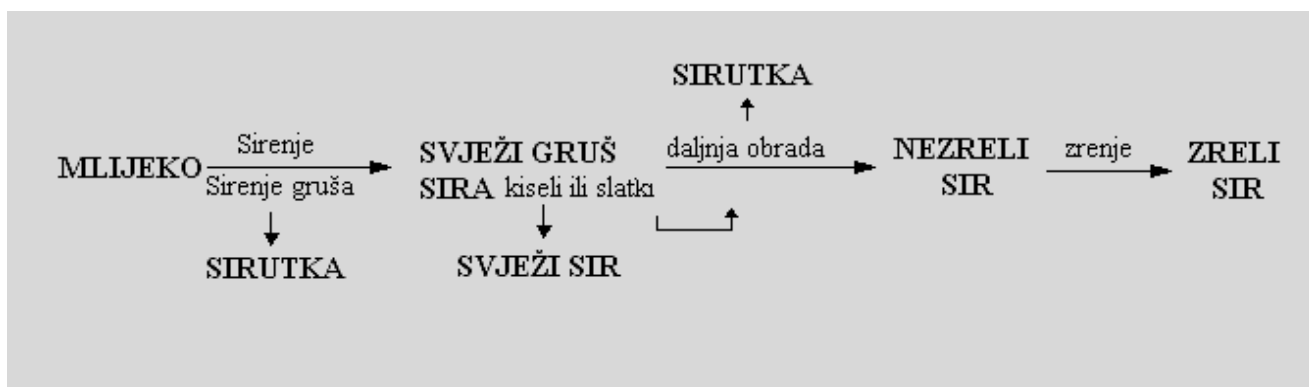 SIRUTKA
MLIJEKO
Sirenje
Sirenje gruša
SIRUTKA
SVJEŽI GRUŠ
SIRA kiseli ili slatki
SVJEŽI SIR
daljnja obrada
NEZRELI
SIR
zrenje
ZRELI
SIR